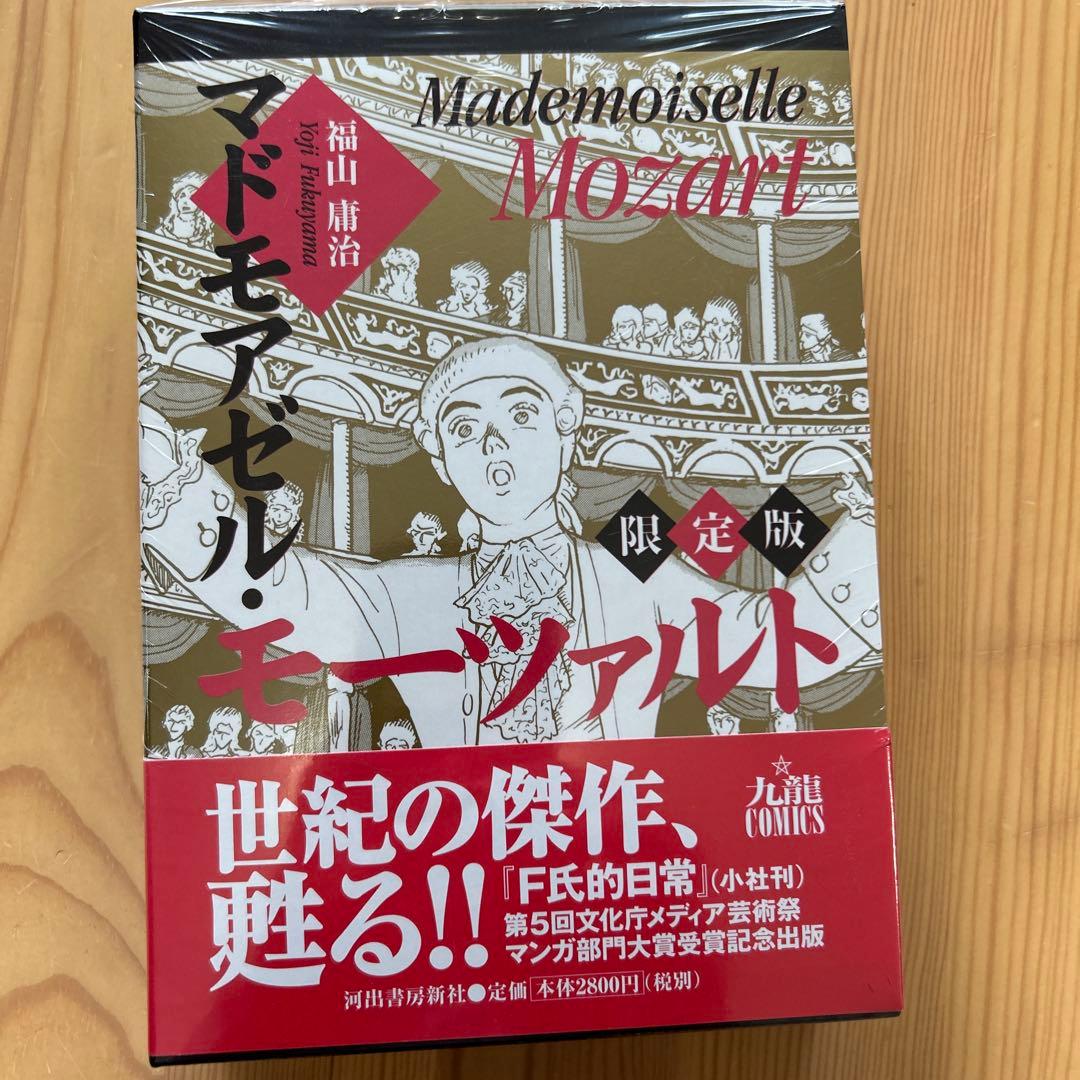 Mademoiselle
Mozart
福山 庸治
Yoji Fukuyama
マドモアゼル・
モーツァルト
限定版
世紀の傑作、
甦る!!
九龍
COMICS
『F氏的日常』(小社刊)
第5回文化庁メディア芸術祭
マンガ部門大賞受賞記念出版
河出書房新社●定価 本体2800円(税別)